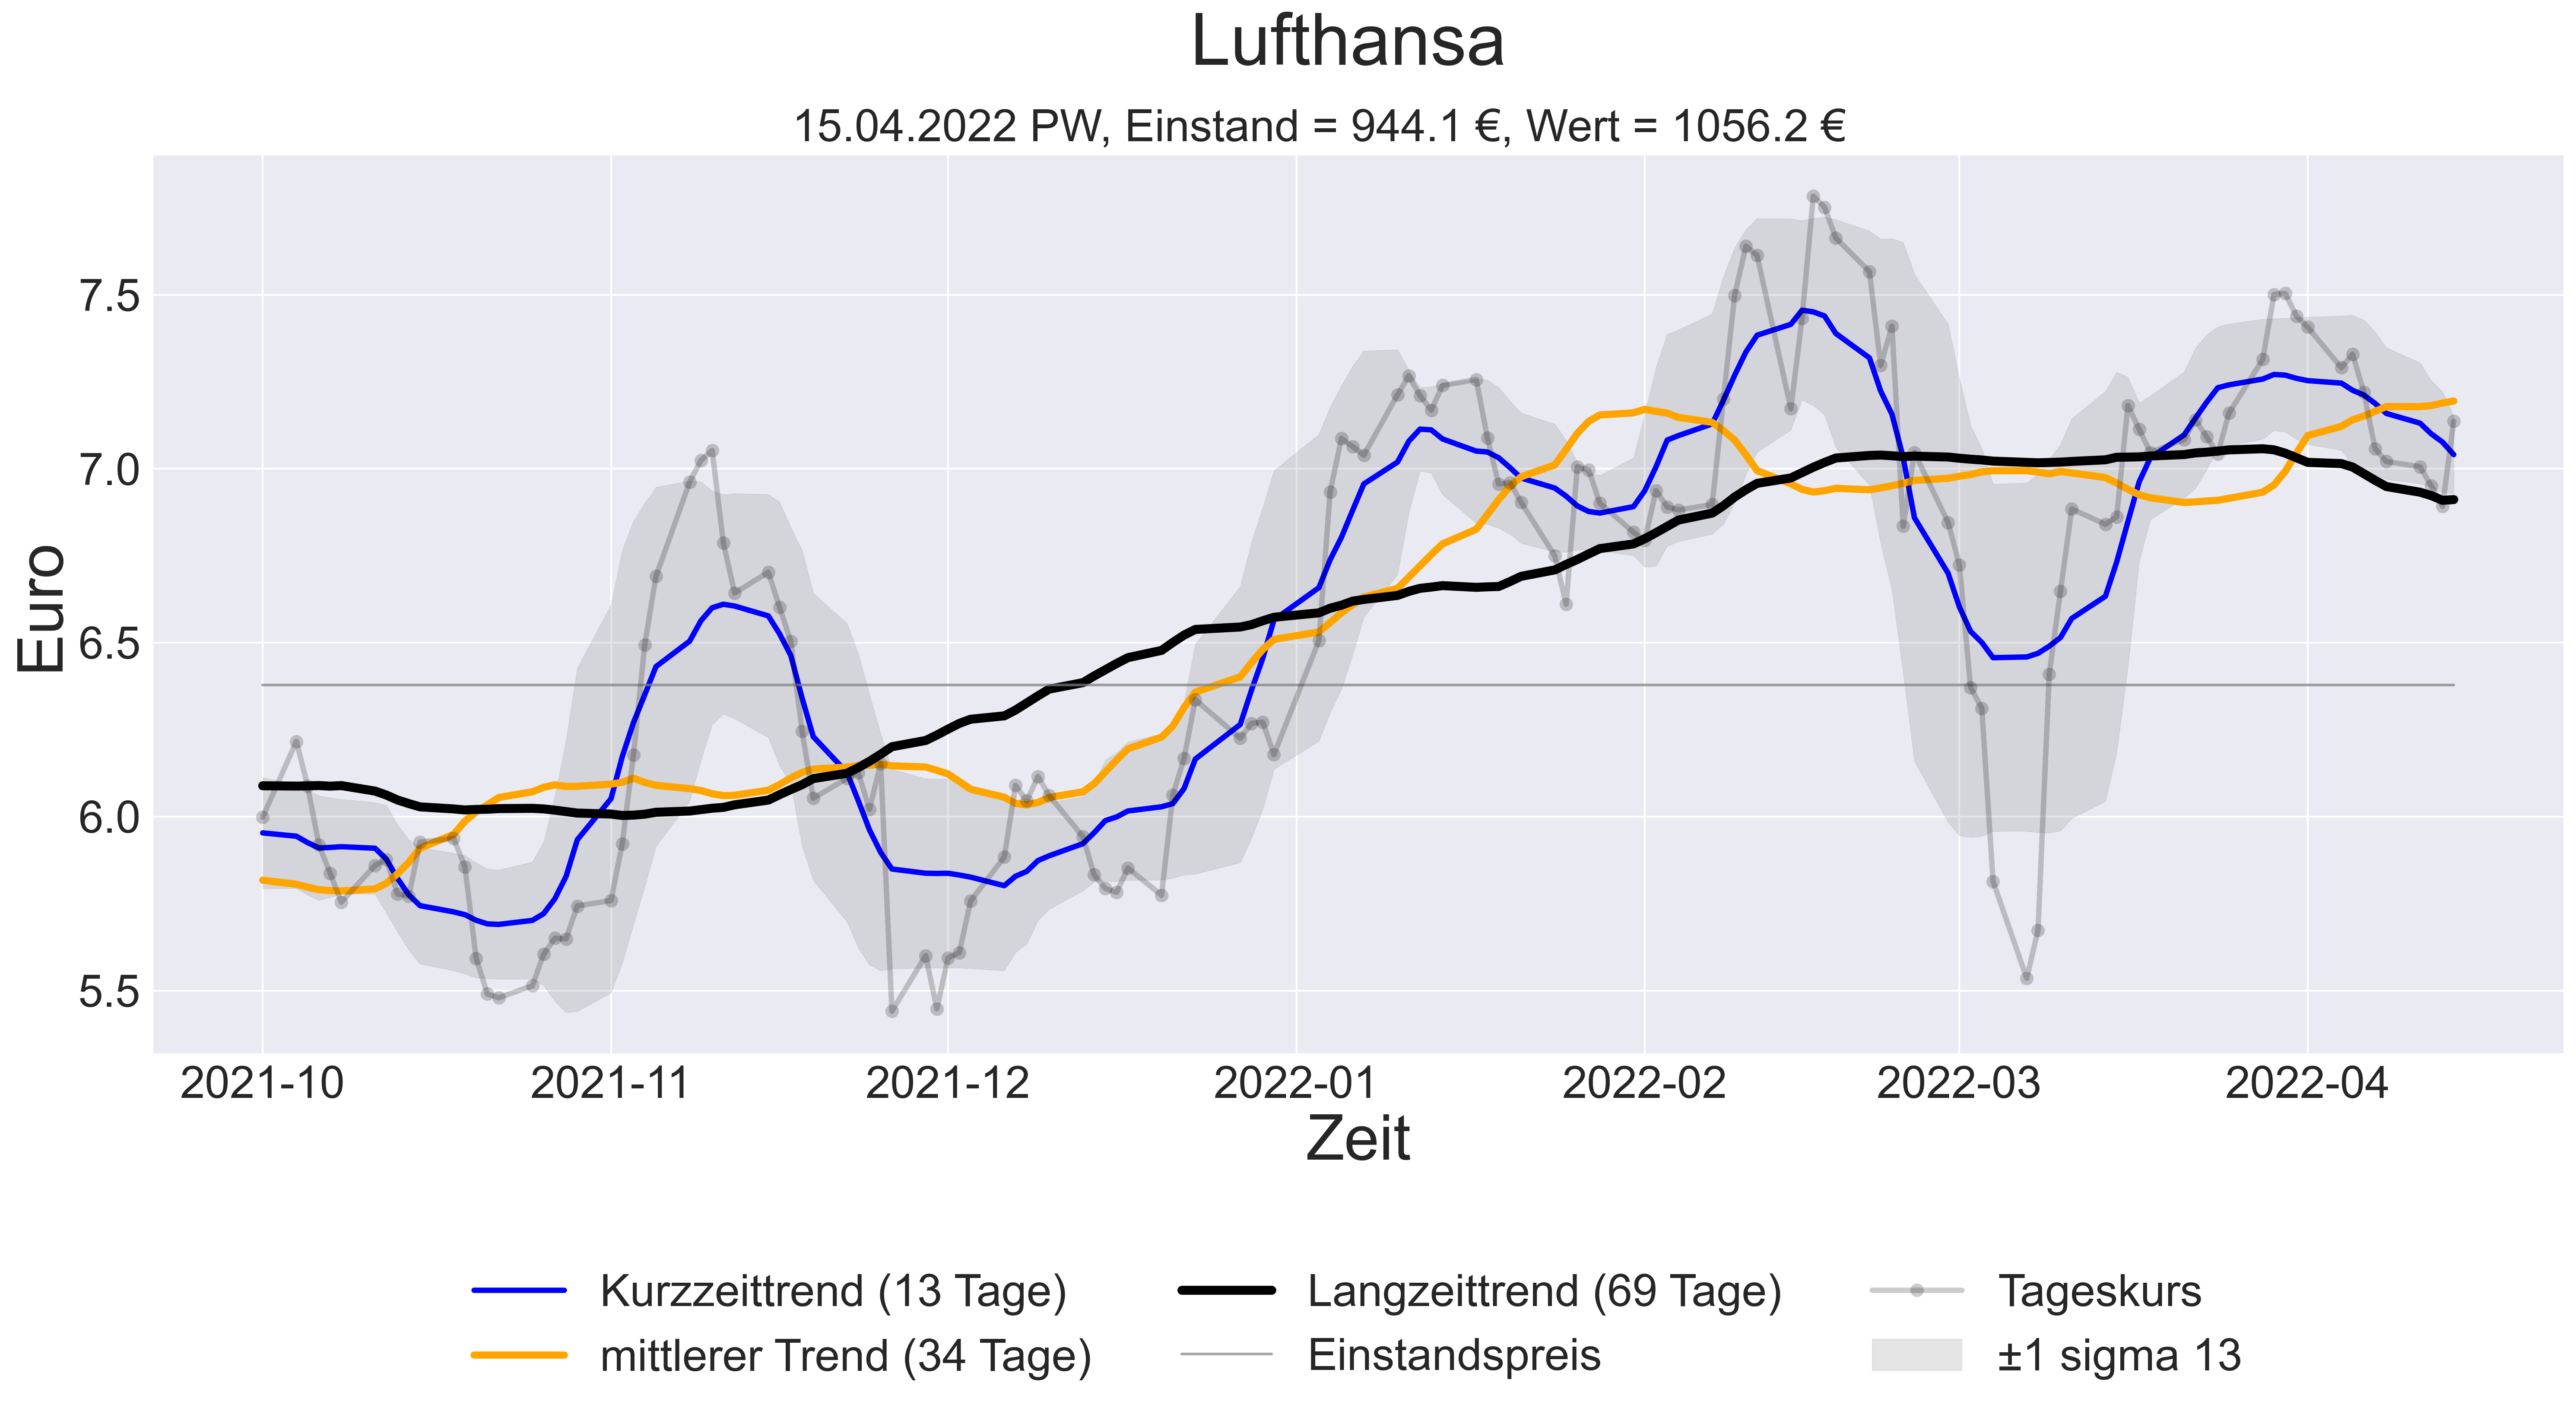 Lufthansa
15.04.2022 PW, Einstand = 944.1 €, Wert = 1056.2 €
Euro
7.5
7.0
6.5
6.0
5.5
2021-10 2021-11 2021-12 2022-01 2022-02 2022-03 2022-04
Zeit
Kurzzeittrend (13 Tage) Langzeittrend (69 Tage) Tageskurs
mittlerer Trend (34 Tage) Einstandspreis ±1 sigma 13